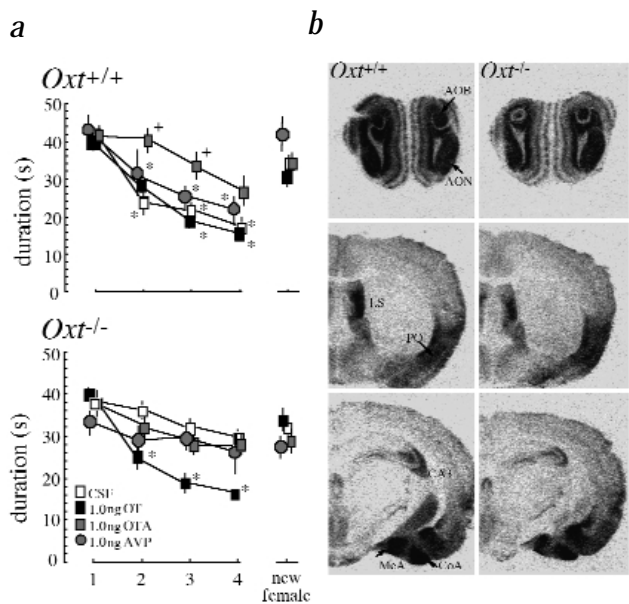 a
Oxt+/+
50
40
30
20
10
0
duration (s)
+
+
*
*
*
*
*
*
*
*
Oxt-/-
50
40
30
20
10
0
duration (s)
*
*
*
CSF
1.0ng OT
1.0ng OTA
1.0ng AVP
1 2 3 4 new
female
b
Oxt+/+ Oxt-/-
AOB
AON
LS
PO
CA3
MeA CoA